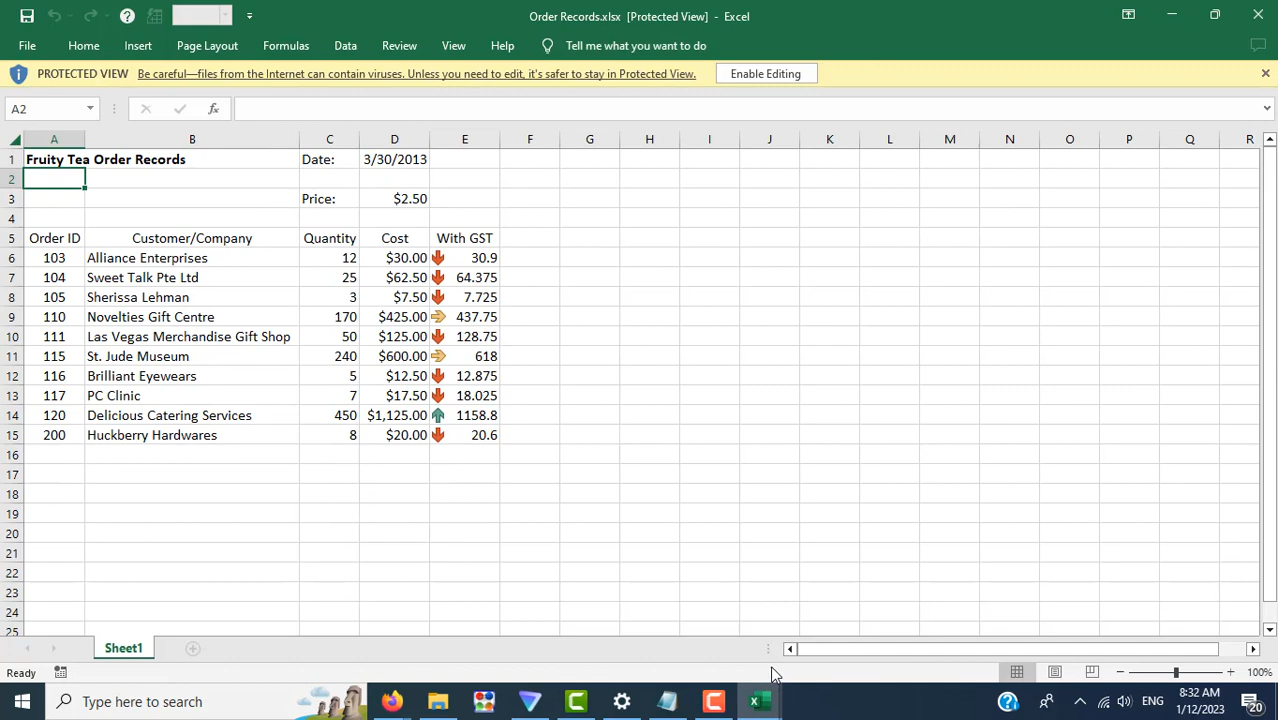 Order Records.xlsx [Protected View] - Excel
File Home Insert Page Layout Formulas Data Review View Help Tell me what you want to do
PROTECTED VIEW Be careful—files from the Internet can contain viruses. Unless you need to edit, it's safer to stay in Protected View. Enable Editing
A2 fx
A B C D E F G H I J K L M N O P Q R
1 Fruity Tea Order Records Date: 3/30/2013
2
3 Price: $2.50
4
5 Order ID Customer/Company Quantity Cost With GST
6 103 Alliance Enterprises 12 $30.00 30.9
7 104 Sweet Talk Pte Ltd 25 $62.50 64.375
8 105 Sherissa Lehman 3 $7.50 7.725
9 110 Novelties Gift Centre 170 $425.00 437.75
10 111 Las Vegas Merchandise Gift Shop 50 $125.00 128.75
11 115 St. Jude Museum 240 $600.00 618
12 116 Brilliant Eyewears 5 $12.50 12.875
13 117 PC Clinic 7 $17.50 18.025
14 120 Delicious Catering Services 450 $1,125.00 1158.8
15 200 Huckberry Hardwares 8 $20.00 20.6
16
17
18
19
20
21
22
23
24
25
Sheet1
Ready 100%
Type here to search ENG 8:32 AM
1/12/2023 20